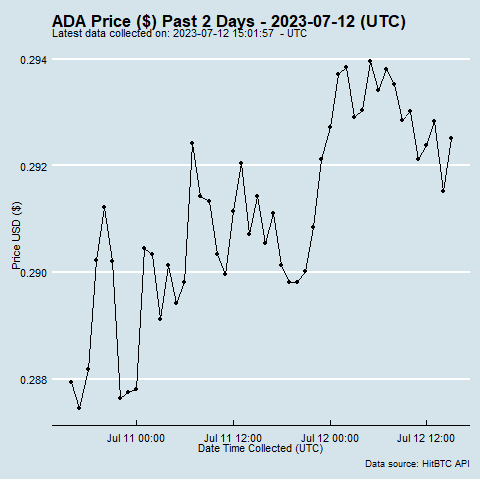 ADA Price ($) Past 2 Days - 2023-07-12 (UTC)
Latest data collected on: 2023-07-12 15:01:57 - UTC
0.294
0.292
0.290
0.288
Price USD ($)
Jul 11 00:00 Jul 11 12:00 Jul 12 00:00 Jul 12 12:00
Date Time Collected (UTC)
Data source: HitBTC API